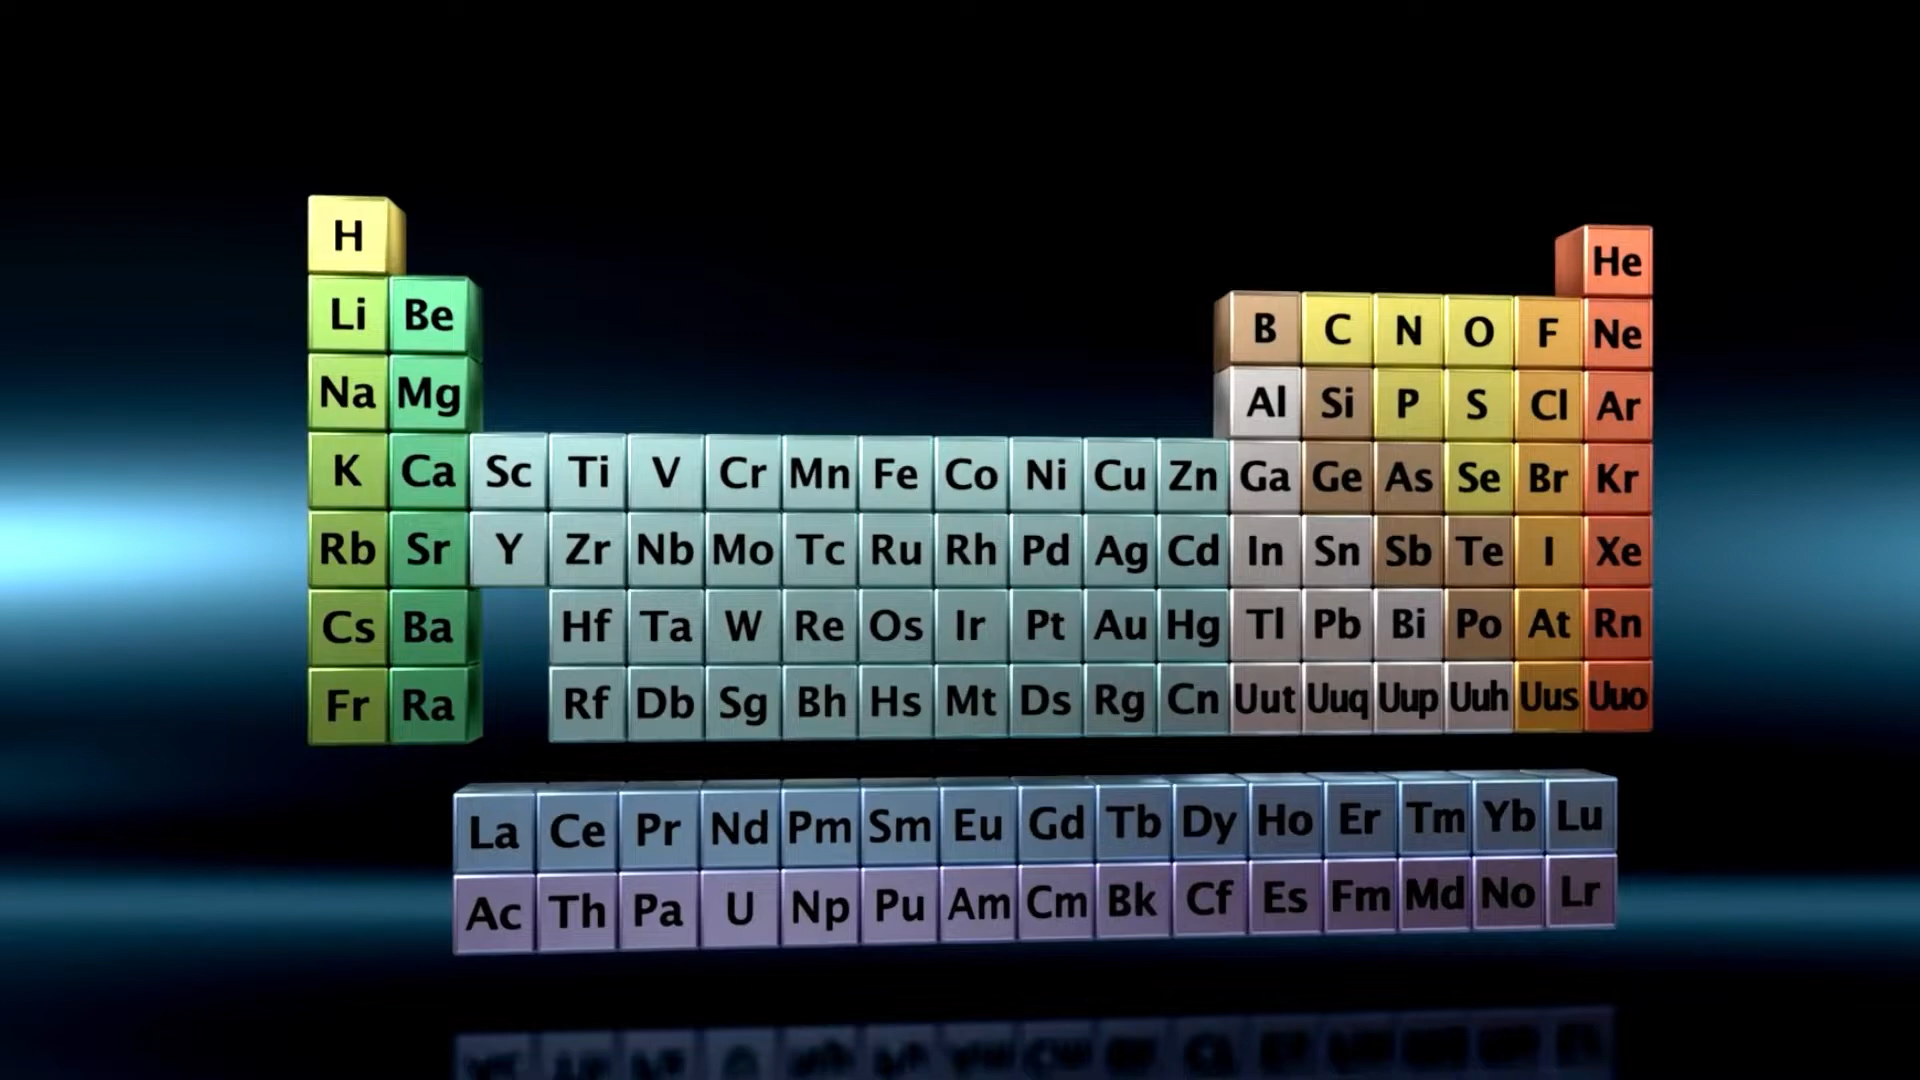 H He
Li Be B C N O F Ne
Na Mg Al Si P S Cl Ar
K Ca Sc Ti V Cr Mn Fe Co Ni Cu Zn Ga Ge As Se Br Kr
Rb Sr Y Zr Nb Mo Tc Ru Rh Pd Ag Cd In Sn Sb Te I Xe
Cs Ba Hf Ta W Re Os Ir Pt Au Hg Tl Pb Bi Po At Rn
Fr Ra Rf Db Sg Bh Hs Mt Ds Rg Cn Uut Uuq Uup Uuh Uus Uuo
La Ce Pr Nd Pm Sm Eu Gd Tb Dy Ho Er Tm Yb Lu
Ac Th Pa U Np Pu Am Cm Bk Cf Es Fm Md No Lr